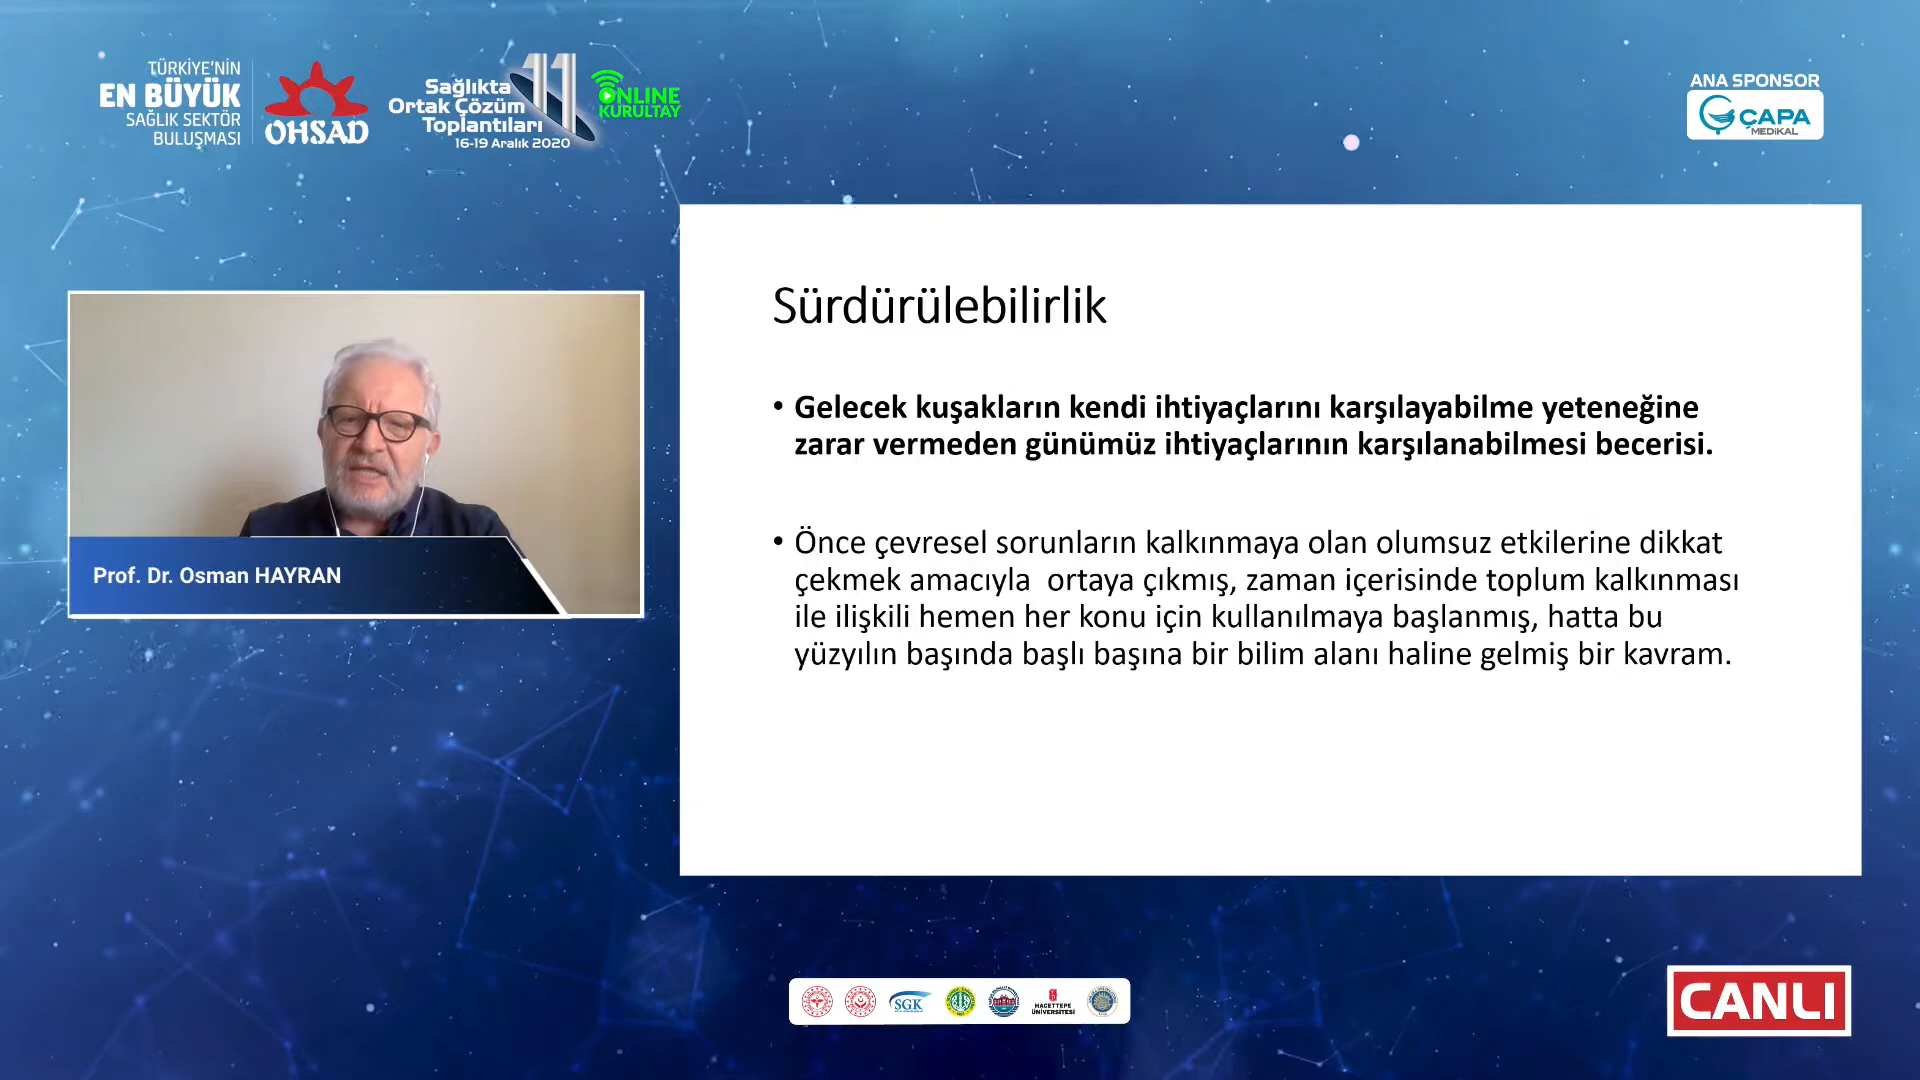 TÜRKİYE'NİN
EN BÜYÜK
SAĞLIK SEKTÖR
BULUŞMASI
OHSAD
Sağlıkta
Ortak Çözüm
Toplantıları
11
16-19 Aralık 2020
ONLINE
KURULTAY
ANA SPONSOR
ÇAPA
MEDİKAL
Sürdürülebilirlik
• Gelecek kuşakların kendi ihtiyaçlarını karşılayabilme yeteneğine
zarar vermeden günümüz ihtiyaçlarının karşılanabilmesi becerisi.
• Önce çevresel sorunların kalkınmaya olan olumsuz etkilerine dikkat
çekmek amacıyla  ortaya çıkmış, zaman içerisinde toplum kalkınması
ile ilişkili hemen her konu için kullanılmaya başlanmış, hatta bu
yüzyılın başında başlı başına bir bilim alanı haline gelmiş bir kavram.
Prof. Dr. Osman HAYRAN
SGK
HACETTEPE
ÜNİVERSİTESİ
CANLI